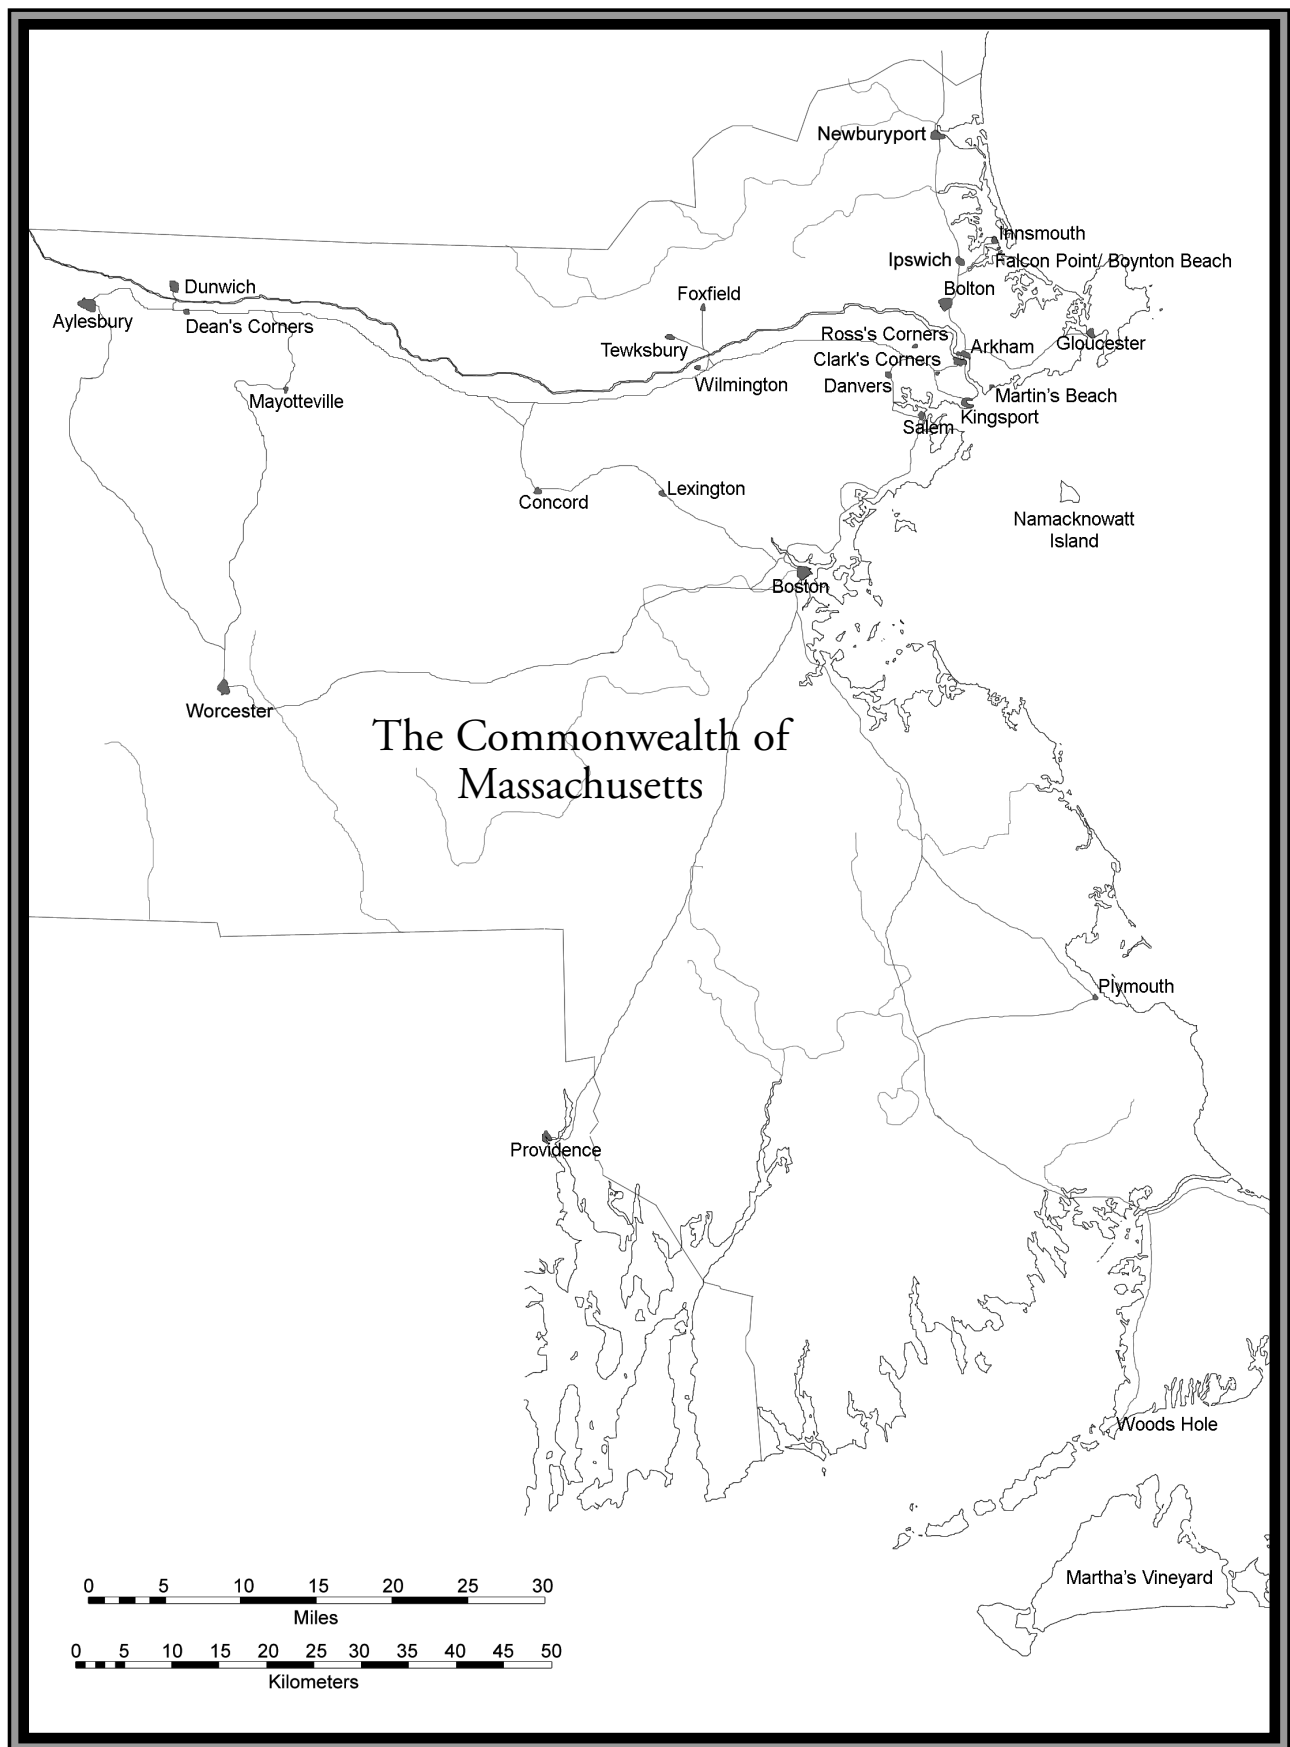 Newburyport
Innsmouth
Ipswich
Falcon Point/ Boynton Beach
Dunwich
Bolton
Foxfield
Aylesbury
Dean's Corners
Ross's Corners
Arkham
Gloucester
Tewksbury
Clark's Corners
Wilmington
Danvers
Mayotteville
Martin's Beach
Kingsport
Salem
Lexington
Concord
Namacknowatt
Island
Boston
Worcester
The Commonwealth of
Massachusetts
Plymouth
Providence
Woods Hole
Martha's Vineyard
0 5 10 15 20 25 30
Miles
0 5 10 15 20 25 30 35 40 45 50
Kilometers